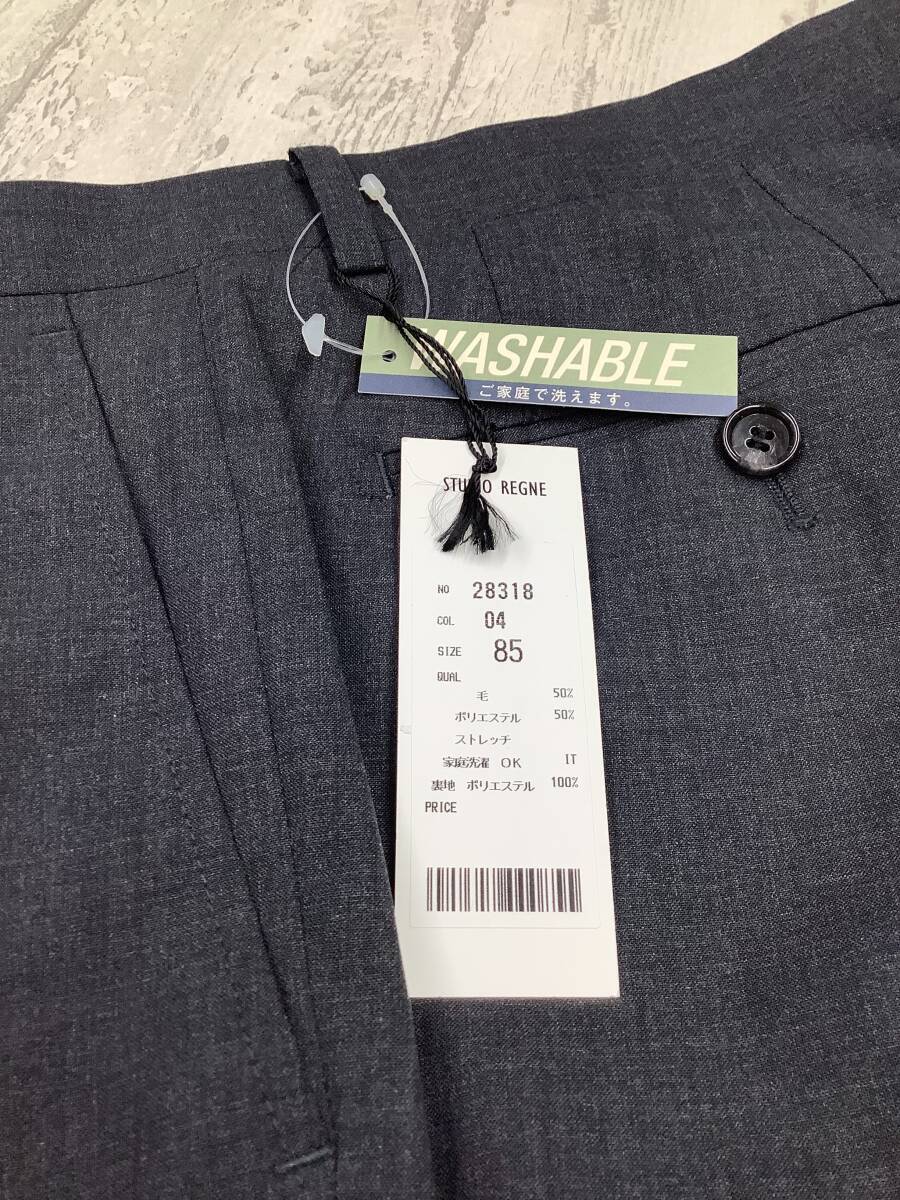 WASHABLE
ご家庭で洗えます。
STUDIO REGNE
NO 28318
COL 04
SIZE 85
QUAL
毛 50%
ポリエステル 50%
ストレッチ
家庭洗濯 OK IT
裏地 ポリエステル 100%
PRICE